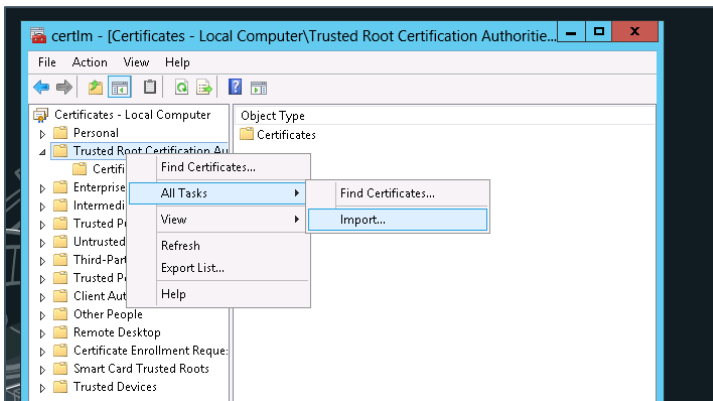 certlm - [Certificates - Local Computer\Trusted Root Certification Authoritie...
File Action View Help
Certificates - Local Computer
Object Type
Personal
Certificates
Trusted Root Certification Au
Certifi
Find Certificates...
Enterprise
All Tasks
Find Certificates...
Intermedi
Trusted Pu
View
Import...
Untrusted
Refresh
Third-Part
Export List...
Trusted Pe
Client Aut
Help
Other People
Remote Desktop
Certificate Enrollment Reque
Smart Card Trusted Roots
Trusted Devices